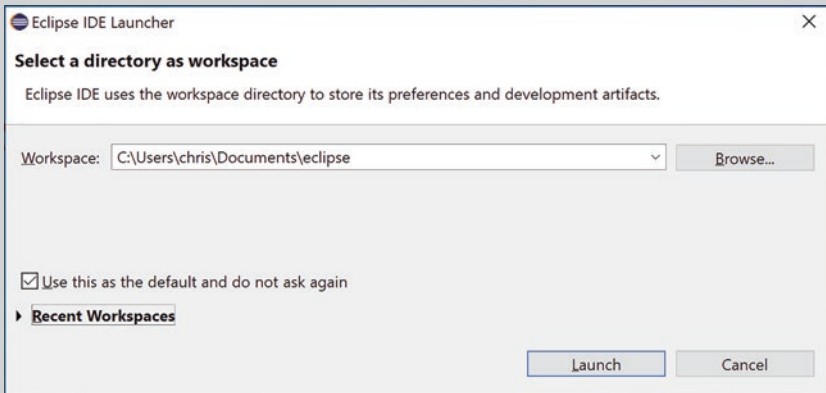 Eclipse IDE Launcher
Select a directory as workspace
Eclipse IDE uses the workspace directory to store its preferences and development artifacts.
Workspace: C:\Users\chris\Documents\eclipse Browse...
Use this as the default and do not ask again
Recent Workspaces
Launch Cancel